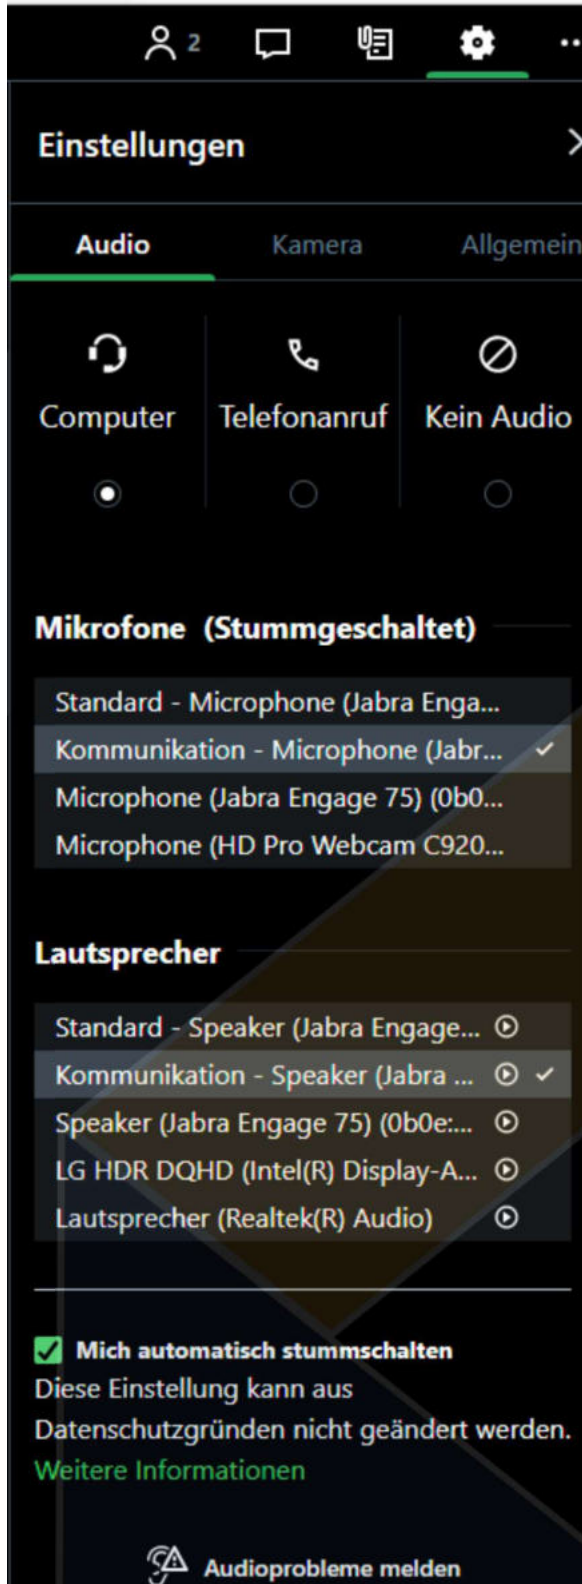 2
Einstellungen
Audio Kamera Allgemein
Computer Telefonanruf Kein Audio
Mikrofone (Stummgeschaltet)
Standard - Microphone (Jabra Enga...
Kommunikation - Microphone (Jabr...
Microphone (Jabra Engage 75) (0b0...
Microphone (HD Pro Webcam C920...
Lautsprecher
Standard - Speaker (Jabra Engage...
Kommunikation - Speaker (Jabra ...
Speaker (Jabra Engage 75) (0b0e:...
LG HDR DQHD (Intel(R) Display-A...
Lautsprecher (Realtek(R) Audio)
Mich automatisch stummschalten
Diese Einstellung kann aus
Datenschutzgründen nicht geändert werden.
Weitere Informationen
Audioprobleme melden